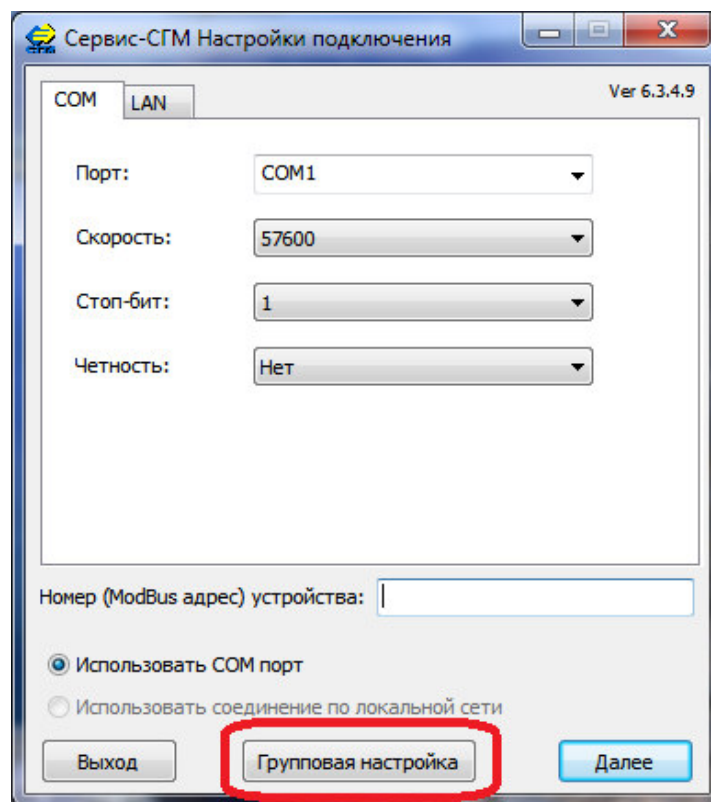 Сервис-СГМ Настройки подключения
COM LAN Ver 6.3.4.9
Порт: COM1
Скорость: 57600
Стоп-бит: 1
Четность: Нет
Номер (ModBus адрес) устройства:
Использовать COM порт
Использовать соединение по локальной сети
Выход Групповая настройка Далее